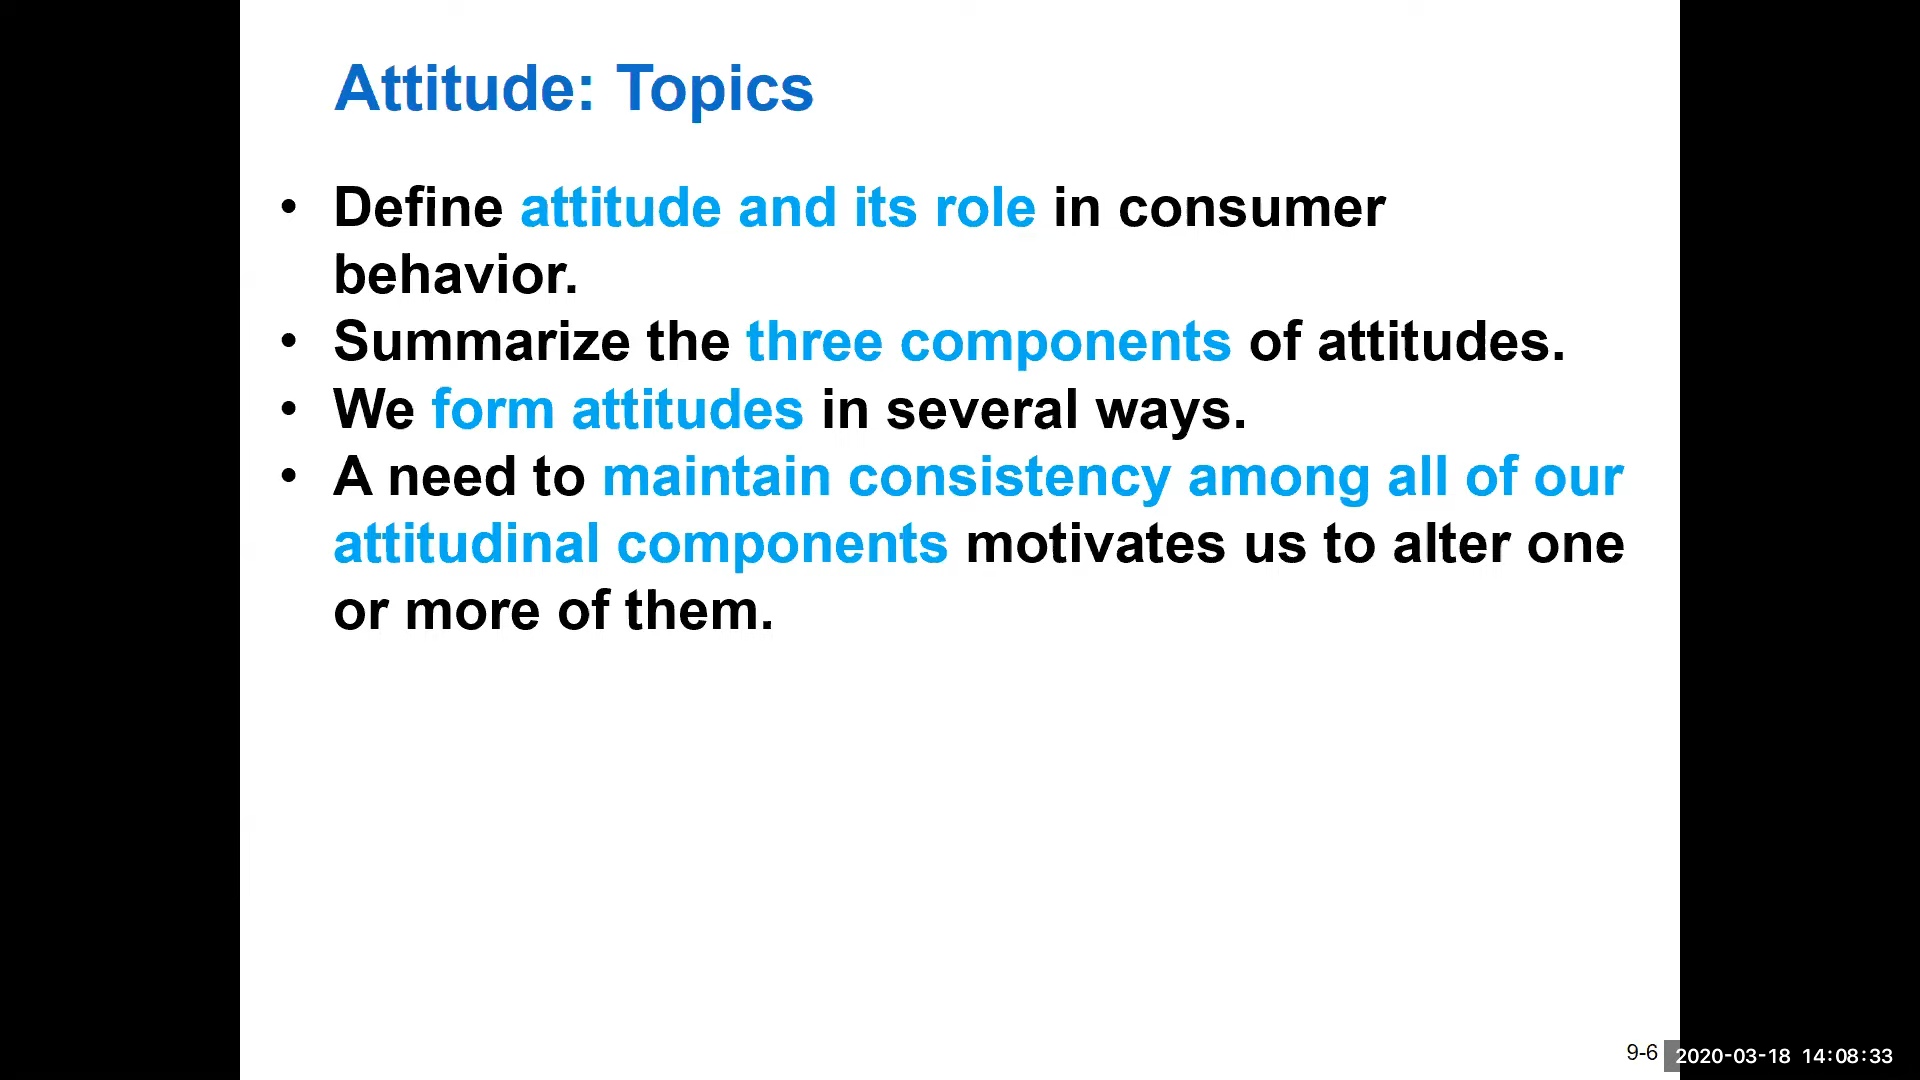 Attitude: Topics
• Define attitude and its role in consumer
behavior.
• Summarize the three components of attitudes.
• We form attitudes in several ways.
• A need to maintain consistency among all of our
attitudinal components motivates us to alter one
or more of them.
9-6
2020-03-18 14:08:33